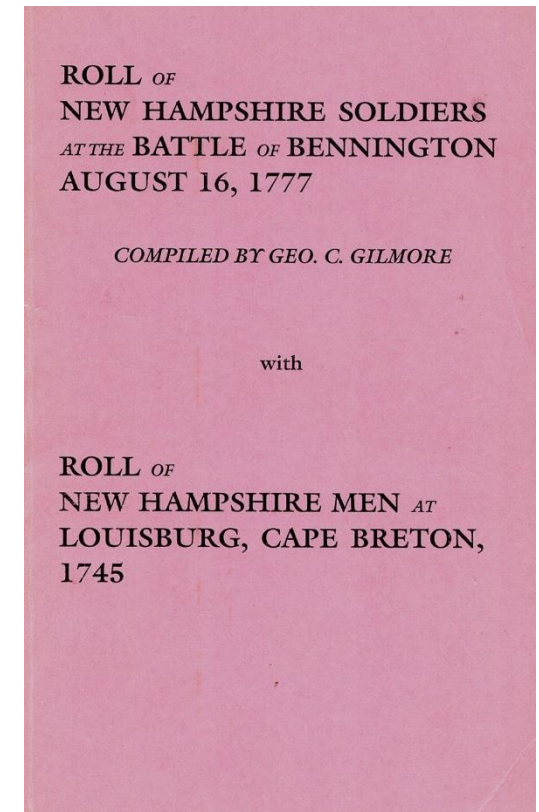 ROLL OF
NEW HAMPSHIRE SOLDIERS
AT THE BATTLE OF BENNINGTON
AUGUST 16, 1777
COMPILED BY GEO. C. GILMORE
with
ROLL OF
NEW HAMPSHIRE MEN AT
LOUISBURG, CAPE BRETON,
1745